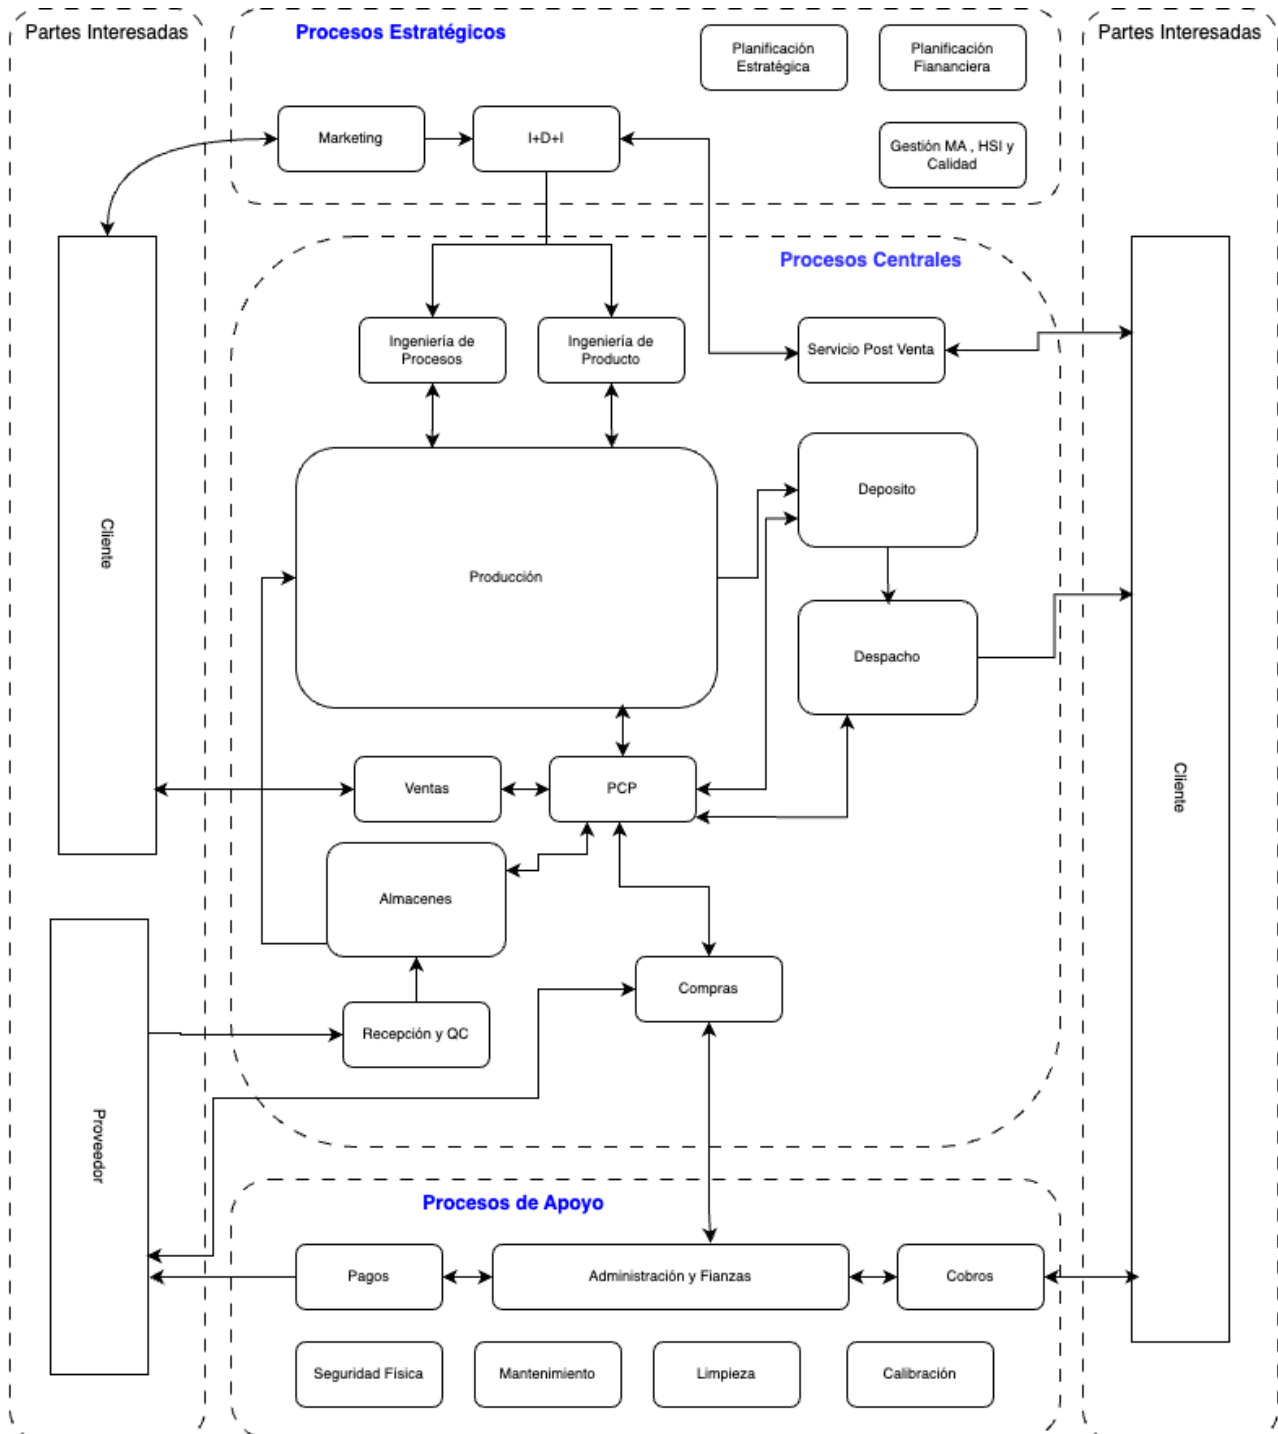 Partes Interesadas
Procesos Estratégicos
Partes Interesadas
Planificación
Estratégica
Planificación
Fiananciera
Marketing
I+D+I
Gestión MA , HSI y
Calidad
Procesos Centrales
Ingeniería de
Procesos
Ingeniería de
Producto
Servicio Post Venta
Cliente
Deposito
Producción
Despacho
Cliente
Ventas
PCP
Almacenes
Compras
Recepción y QC
Proveedor
Procesos de Apoyo
Pagos
Administración y Fianzas
Cobros
Seguridad Física
Mantenimiento
Limpieza
Calibración